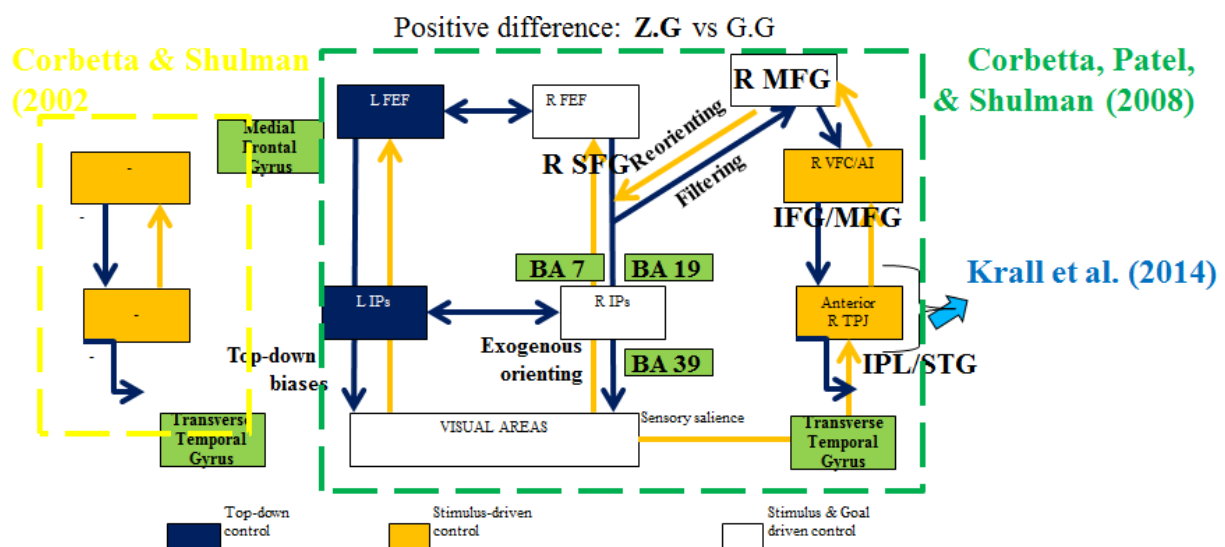 Positive difference: Z.G vs G.G
Corbetta & Shulman
(2002
Corbetta, Patel,
& Shulman (2008)
L FEF
R FEF
R MFG
Medial
Frontal
Gyrus
R SFG
Reorienting
Filtering
R VFC/AI
IFG/MFG
-
-
BA 7
BA 19
Krall et al. (2014)
L IPs
R IPs
Anterior
R TPJ
-
-
Top-down
biases
Exogenous
orienting
BA 39
IPL/STG
Transverse
Temporal
Gyrus
VISUAL AREAS
Sensory salience
Transverse
Temporal
Gyrus
Top-down
control
Stimulus-driven
control
Stimulus & Goal
driven control